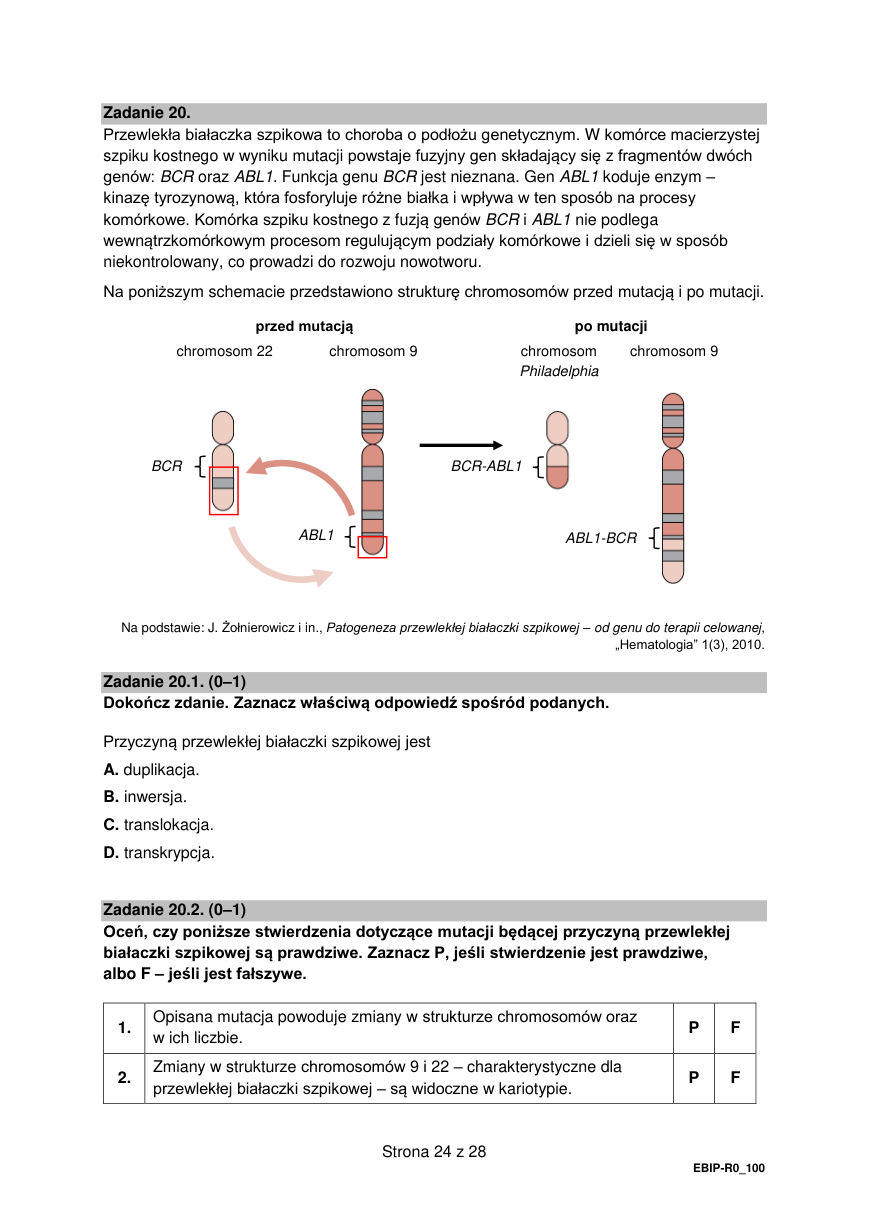 Zadanie 20.
Przewlekła białaczka szpikowa to choroba o podłożu genetycznym. W komórce macierzystej
szpiku kostnego w wyniku mutacji powstaje fuzyjny gen składający się z fragmentów dwóch
genów: BCR oraz ABL1. Funkcja genu BCR jest nieznana. Gen ABL1 koduje enzym –
kinazę tyrozynową, która fosforyluje różne białka i wpływa w ten sposób na procesy
komórkowe. Komórka szpiku kostnego z fuzją genów BCR i ABL1 nie podlega
wewnątrzkomórkowym procesom regulującym podziały komórkowe i dzieli się w sposób
niekontrolowany, co prowadzi do rozwoju nowotworu.
Na poniższym schemacie przedstawiono strukturę chromosomów przed mutacją i po mutacji.
przed mutacją
po mutacji
chromosom 22
chromosom 9
chromosom
Philadelphia
chromosom 9
BCR
ABL1
BCR-ABL1
ABL1-BCR
Na podstawie: J. Żołnierowicz i in., Patogeneza przewlekłej białaczki szpikowej – od genu do terapii celowanej,
„Hematologia” 1(3), 2010.
Zadanie 20.1. (0–1)
Dokończ zdanie. Zaznacz właściwą odpowiedź spośród podanych.
Przyczyną przewlekłej białaczki szpikowej jest
A. duplikacja.
B. inwersja.
C. translokacja.
D. transkrypcja.
Zadanie 20.2. (0–1)
Oceń, czy poniższe stwierdzenia dotyczące mutacji będącej przyczyną przewlekłej
białaczki szpikowej są prawdziwe. Zaznacz P, jeśli stwierdzenie jest prawdziwe,
albo F – jeśli jest fałszywe.
1. Opisana mutacja powoduje zmiany w strukturze chromosomów oraz
w ich liczbie. P F
2. Zmiany w strukturze chromosomów 9 i 22 – charakterystyczne dla
przewlekłej białaczki szpikowej – są widoczne w kariotypie. P F
Strona 24 z 28
EBIP-R0_100